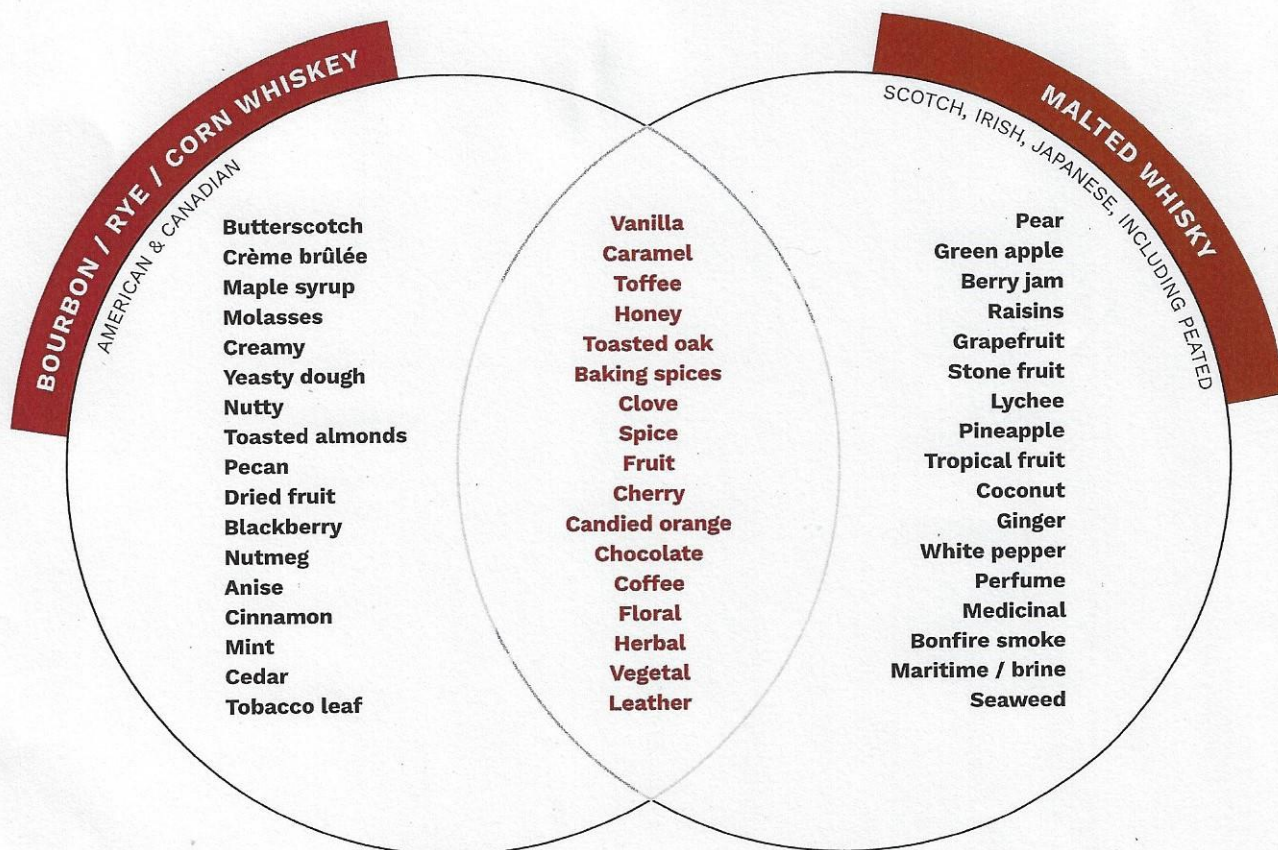 BOURBON / RYE / CORN WHISKEY
AMERICAN & CANADIAN
Butterscotch
Crème brûlée
Maple syrup
Molasses
Creamy
Yeasty dough
Nutty
Toasted almonds
Pecan
Dried fruit
Blackberry
Nutmeg
Anise
Cinnamon
Mint
Cedar
Tobacco leaf
Vanilla
Caramel
Toffee
Honey
Toasted oak
Baking spices
Clove
Spice
Fruit
Cherry
Candied orange
Chocolate
Coffee
Floral
Herbal
Vegetal
Leather
MALTED WHISKY
SCOTCH, IRISH, JAPANESE, INCLUDING PEATED
Pear
Green apple
Berry jam
Raisins
Grapefruit
Stone fruit
Lychee
Pineapple
Tropical fruit
Coconut
Ginger
White pepper
Perfume
Medicinal
Bonfire smoke
Maritime / brine
Seaweed